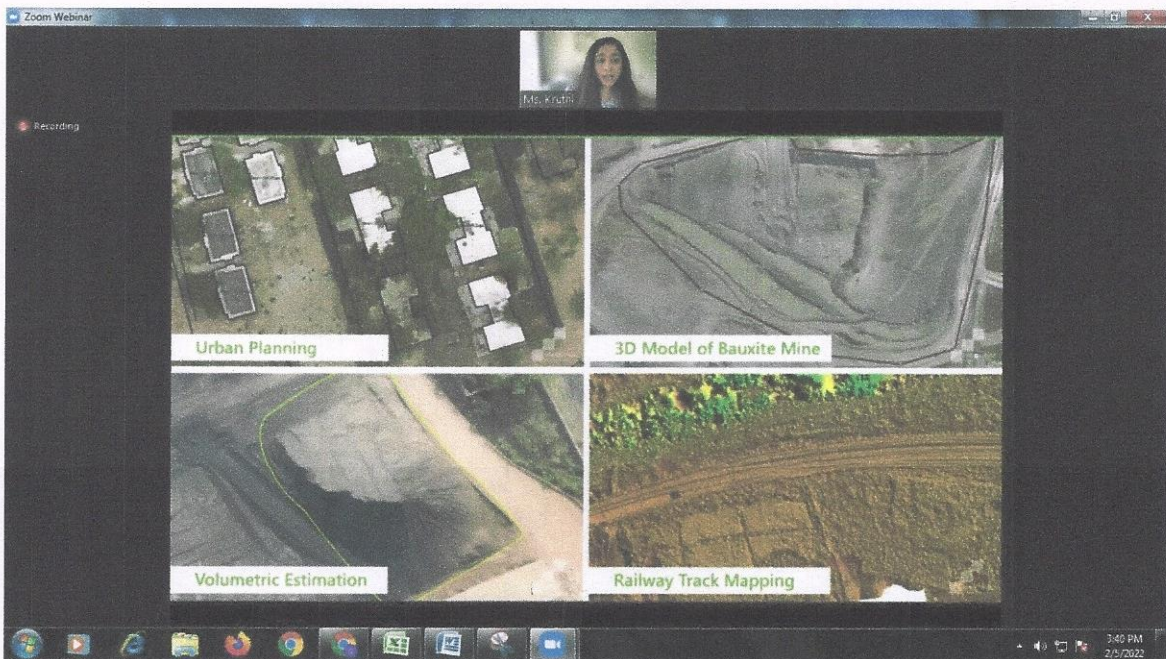 Zoom Webinar
Ms. Kruthi
Recording
Urban Planning
3D Model of Bauxite Mine
Volumetric Estimation
Railway Track Mapping
3:40 PM
2/5/2022